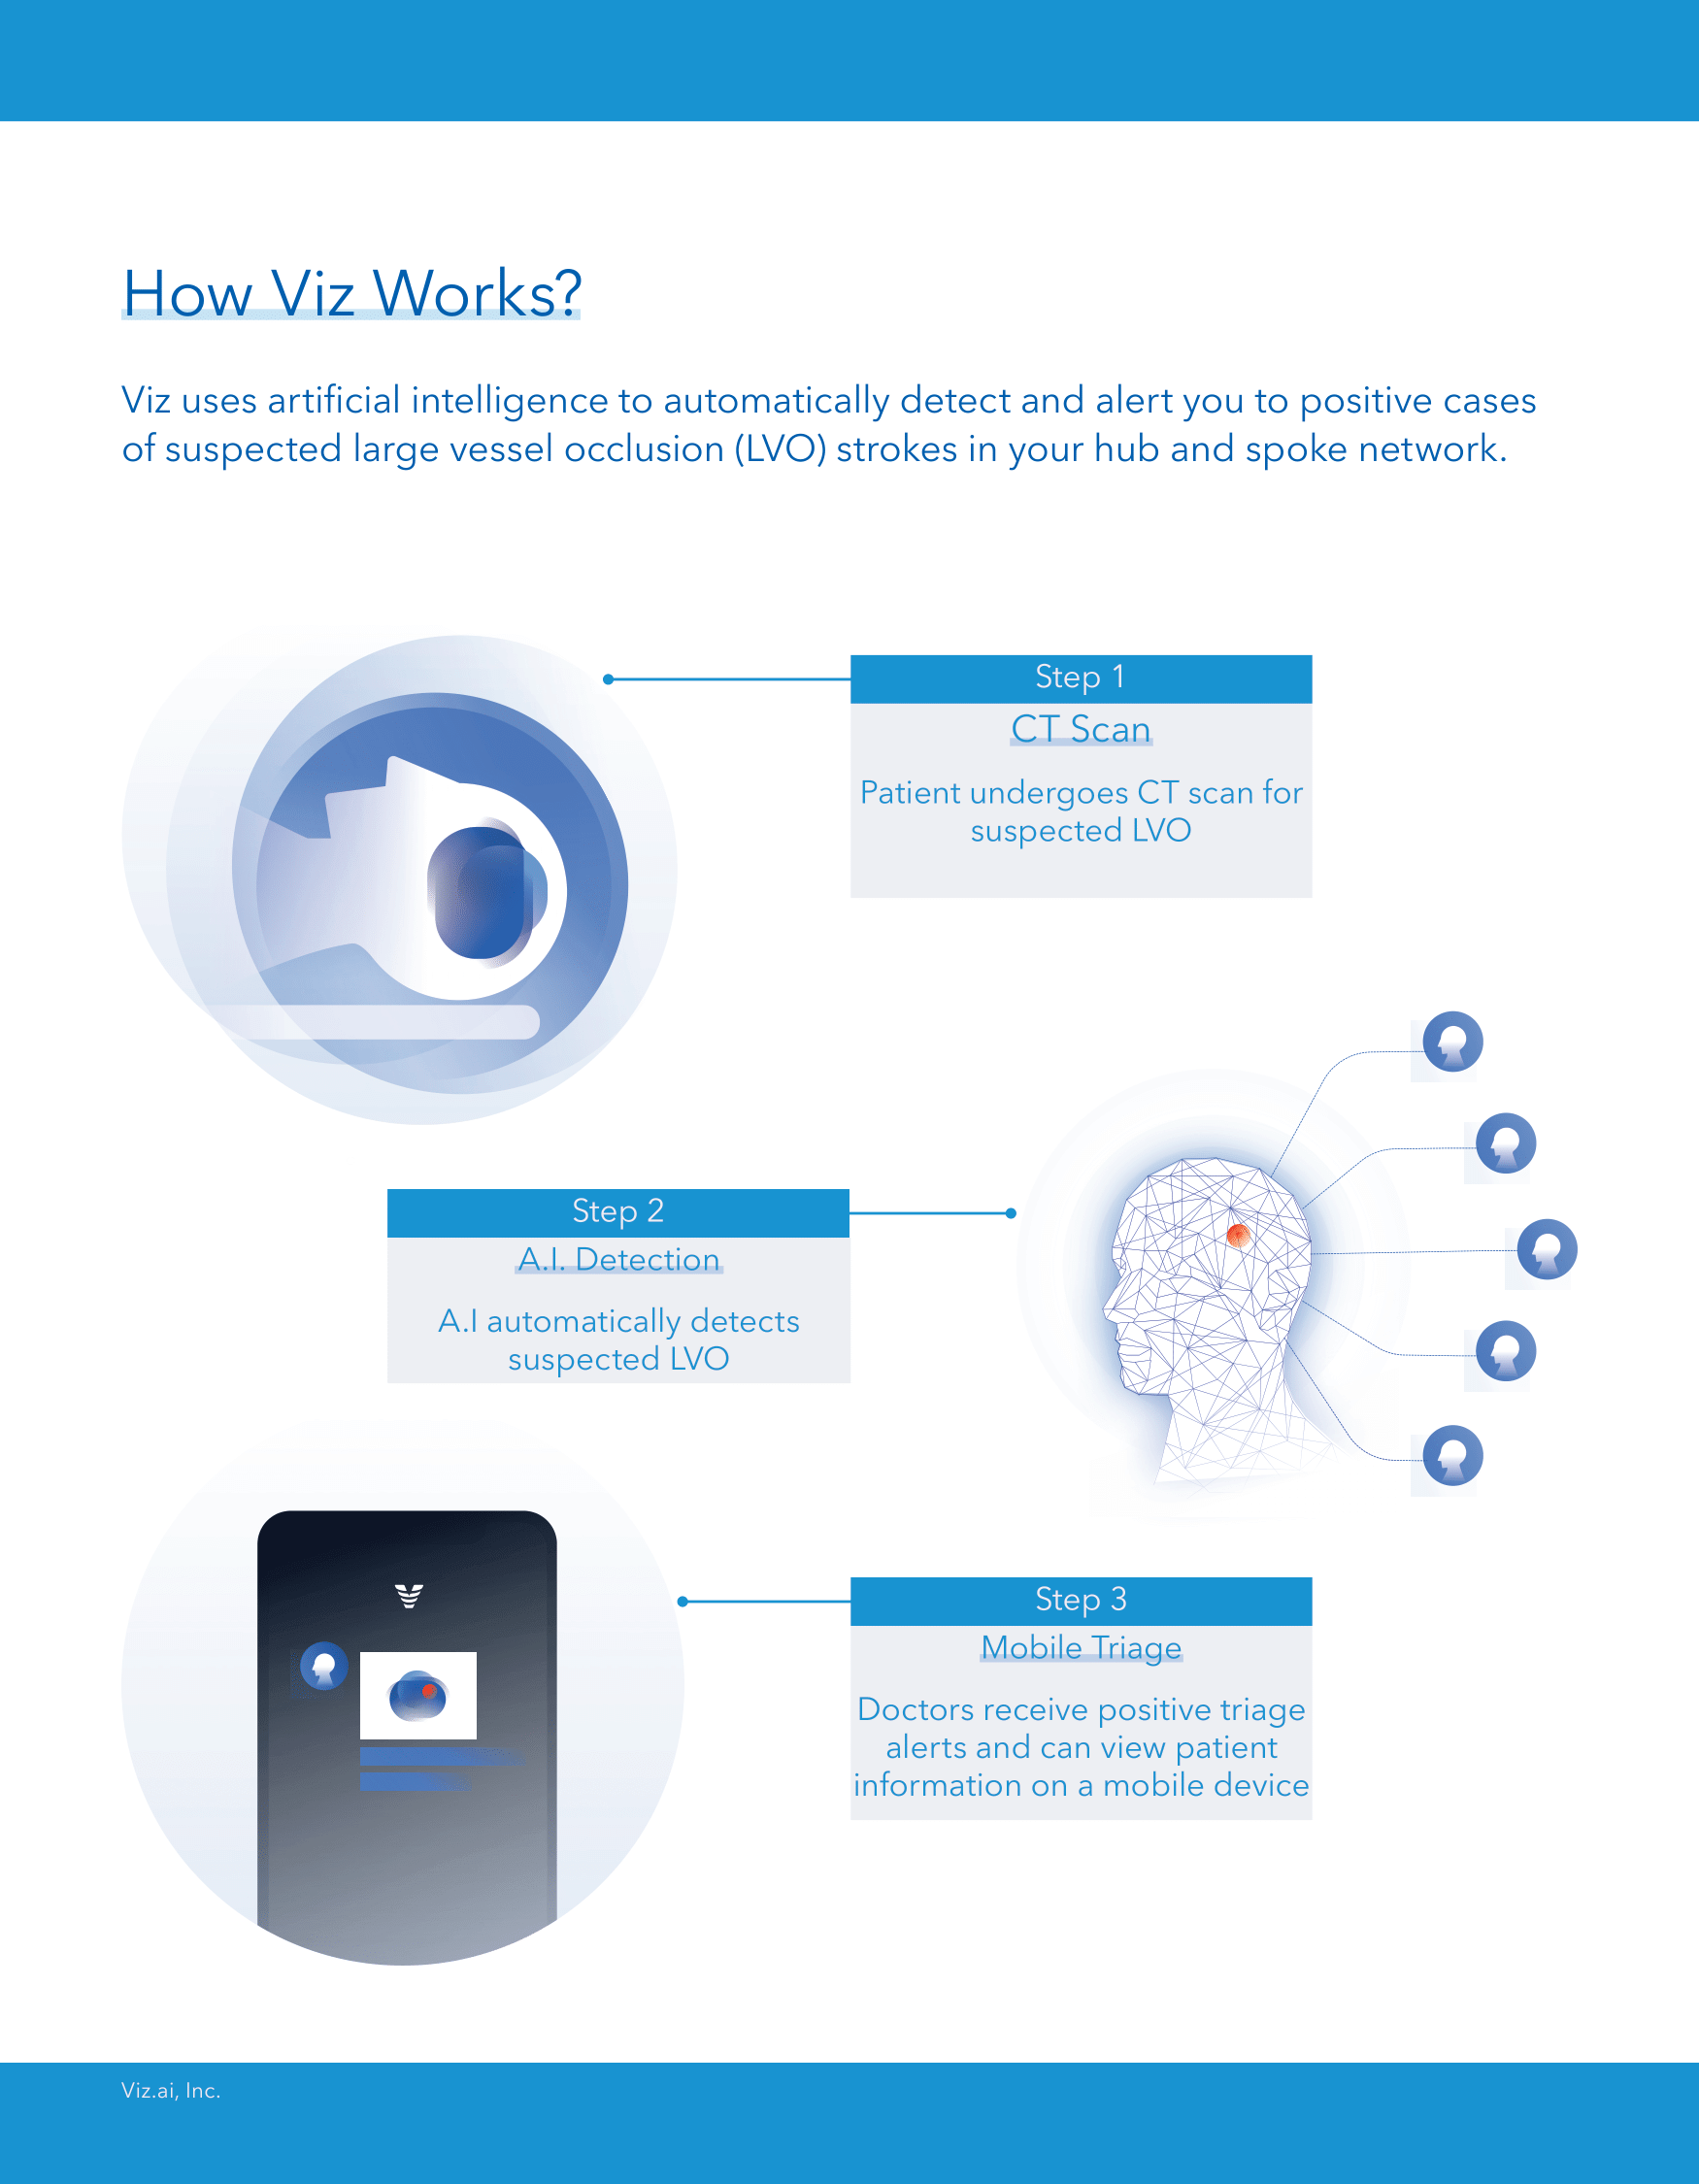 How Viz Works?
Viz uses artificial intelligence to automatically detect and alert you to positive cases
of suspected large vessel occlusion (LVO) strokes in your hub and spoke network.
Step 1
CT Scan
Patient undergoes CT scan for
suspected LVO
Step 2
A.I. Detection
A.I automatically detects
suspected LVO
Step 3
Mobile Triage
Doctors receive positive triage
alerts and can view patient
information on a mobile device
Viz.ai, Inc.